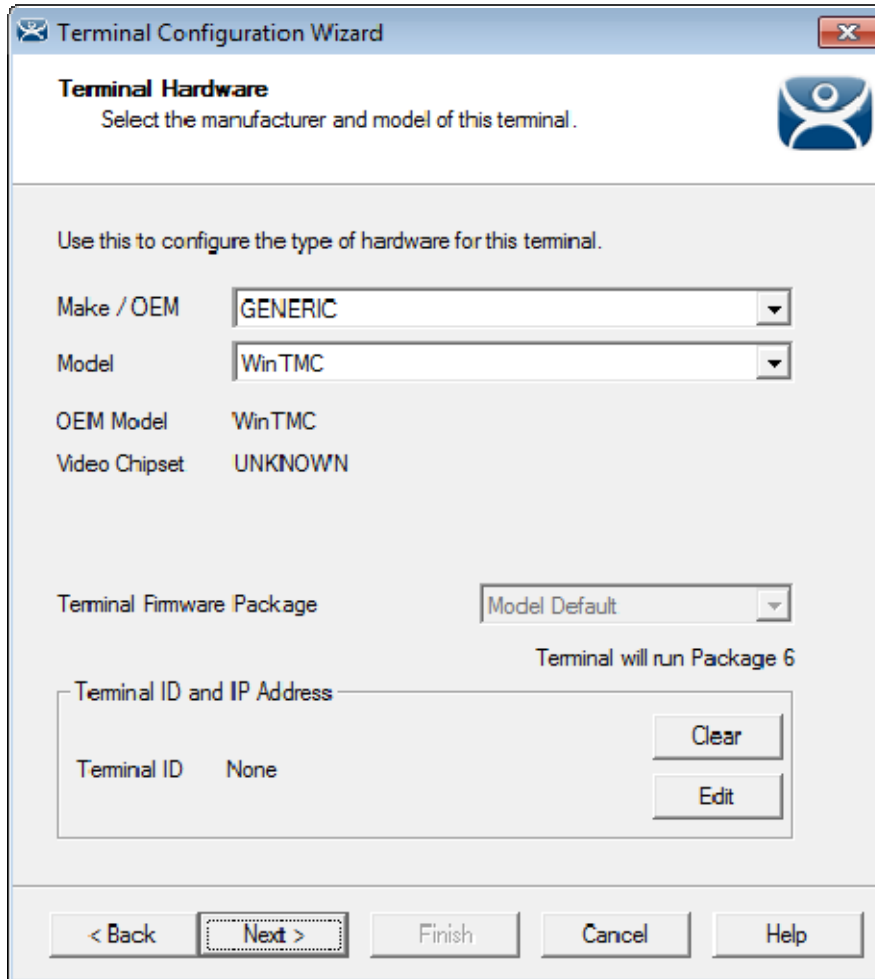 Terminal Configuration Wizard
Terminal Hardware
Select the manufacturer and model of this terminal.
Use this to configure the type of hardware for this terminal.
Make / OEM GENERIC
Model WinTMC
OEM Model WinTMC
Video Chipset UNKNOWN
Terminal Firmware Package Model Default
Terminal will run Package 6
Terminal ID and IP Address
Clear
Terminal ID None
Edit
< Back Next > Finish Cancel Help